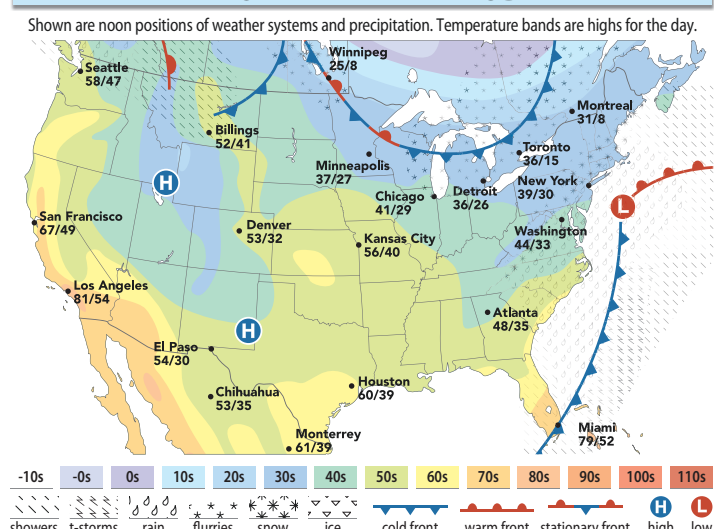 Shown are noon positions of weather systems and precipitation. Temperature bands are highs for the day.
Winnipeg
25/8
Seattle
58/47
Montreal
31/8
Billings
52/41
Toronto
36/15
Minneapolis
37/27
New York
39/30
Detroit
36/26
Chicago
41/29
H
L
San Francisco
67/49
Denver
53/32
Washington
44/33
Kansas City
56/40
Los Angeles
81/54
Atlanta
48/35
H
El Paso
54/30
Houston
60/39
Chihuahua
53/35
Miami
79/52
Monterrey
61/39
-10s -0s 0s 10s 20s 30s 40s 50s 60s 70s 80s 90s 100s 110s
H L
showers t-storms rain flurries snow ice cold front warm front stationary front high low